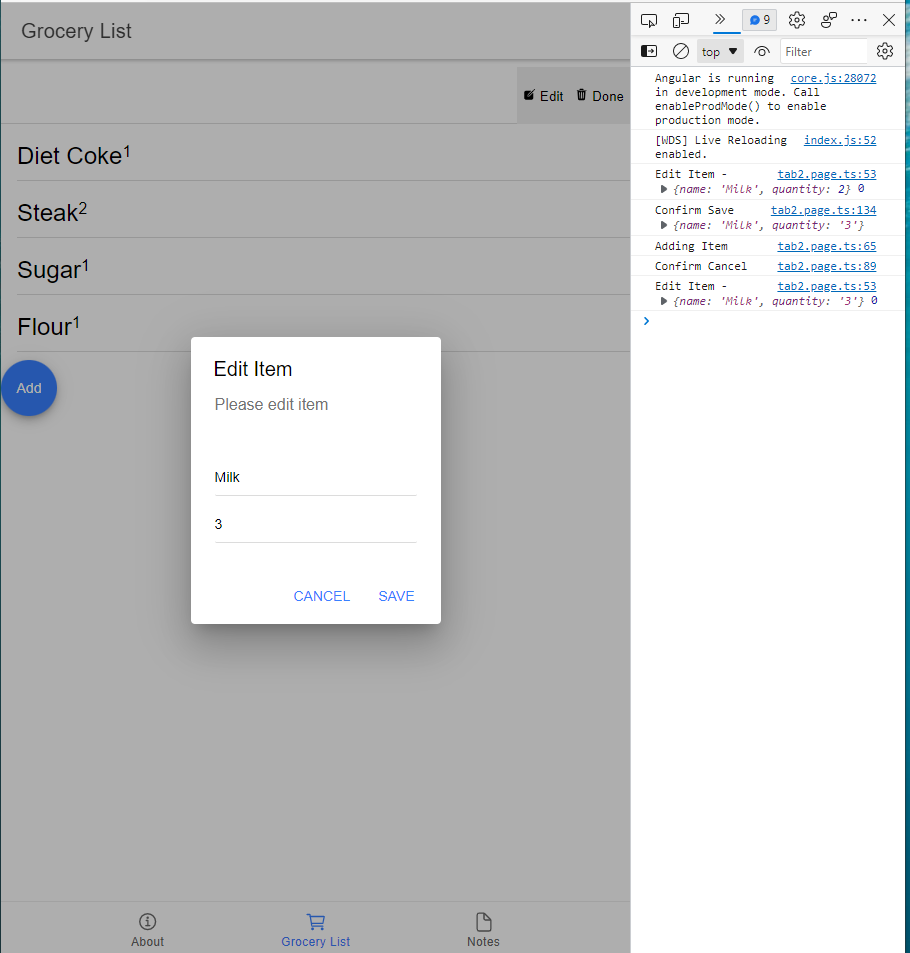 Grocery List
Edit Done
Diet Coke1
Steak2
Sugar1
Flour1
Add
Edit Item
Please edit item
Milk
3
CANCEL SAVE
About Grocery List Notes
9
top Filter
Angular is running core.js:28072
in development mode. Call
enableProdMode() to enable
production mode.
[WDS] Live Reloading index.js:52
enabled.
Edit Item - tab2.page.ts:53
{name: 'Milk', quantity: 2} 0
Confirm Save tab2.page.ts:134
{name: 'Milk', quantity: '3'}
Adding Item tab2.page.ts:65
Confirm Cancel tab2.page.ts:89
Edit Item - tab2.page.ts:53
{name: 'Milk', quantity: '3'} 0